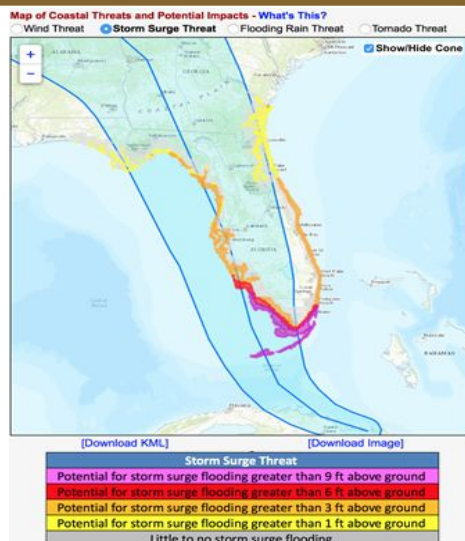 Map of Coastal Threats and Potential Impacts - What's This?
Wind Threat Storm Surge Threat Flooding Rain Threat Tornado Threat
+
−
Show/Hide Cone
ALABAMA
GEORGIA
FLORIDA
BAHAMAS
[Download KML] [Download Image]
Storm Surge Threat
Potential for storm surge flooding greater than 9 ft above ground
Potential for storm surge flooding greater than 6 ft above ground
Potential for storm surge flooding greater than 3 ft above ground
Potential for storm surge flooding greater than 1 ft above ground
Little to no storm surge flooding